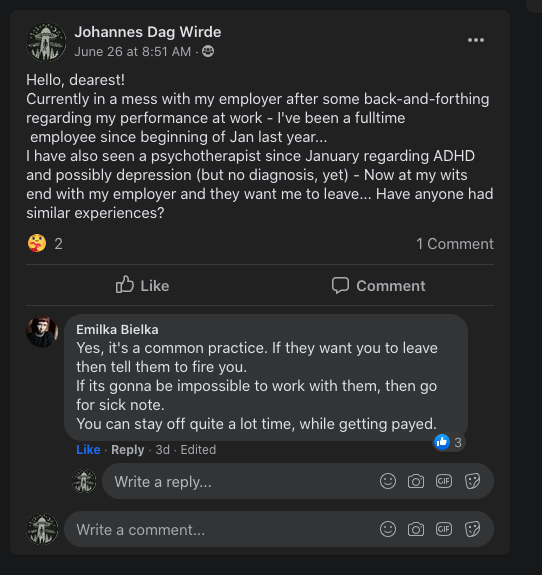 Johannes Dag Wirde
June 26 at 8:51 AM ·
Hello, dearest!
Currently in a mess with my employer after some back-and-forthing
regarding my performance at work - I've been a fulltime
employee since beginning of Jan last year...
I have also seen a psychotherapist since January regarding ADHD
and possibly depression (but no diagnosis, yet) - Now at my wits
end with my employer and they want me to leave... Have anyone had
similar experiences?
2
1 Comment
Like
Comment
Emilka Bielka
Yes, it's a common practice. If they want you to leave
then tell them to fire you.
If its gonna be impossible to work with them, then go
for sick note.
You can stay off quite a lot time, while getting payed.
3
Like · Reply · 3d · Edited
Write a reply...
GIF
Write a comment...
GIF